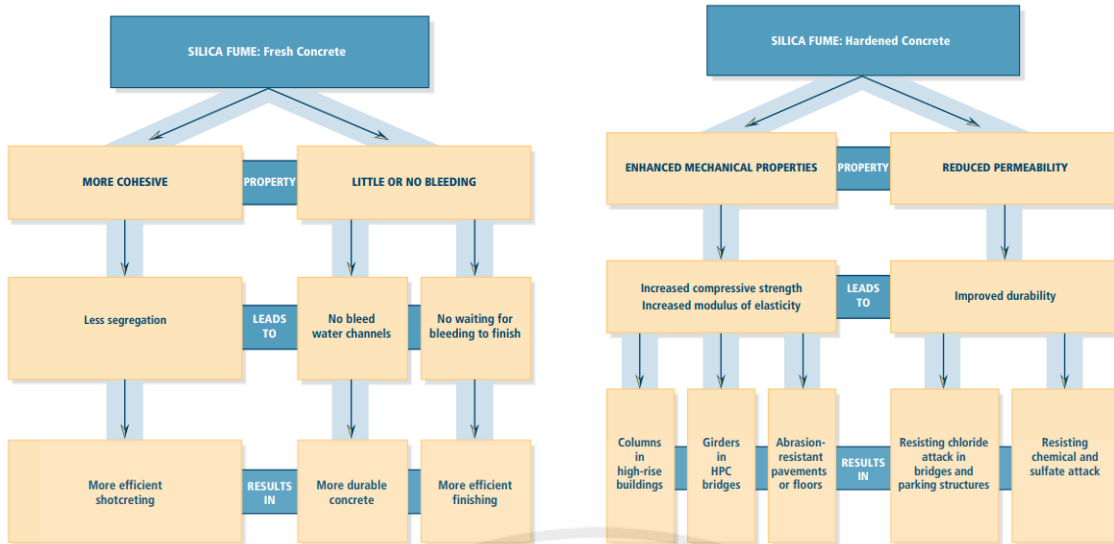 SILICA FUME: Fresh Concrete
MORE COHESIVE
PROPERTY
LITTLE OR NO BLEEDING
Less segregation
LEADS
TO
No bleed
water channels
No waiting for
bleeding to finish
More efficient
shotcreting
RESULTS
IN
More durable
concrete
More efficient
finishing
SILICA FUME: Hardened Concrete
ENHANCED MECHANICAL PROPERTIES
PROPERTY
REDUCED PERMEABILITY
Increased compressive strength
Increased modulus of elasticity
LEADS
TO
Improved durability
Columns
in
high-rise
buildings
Girders
in
HPC
bridges
Abrasion-
resistant
pavements
or floors
RESULTS
IN
Resisting chloride
attack in
bridges and
parking structures
Resisting
chemical and
sulfate attack